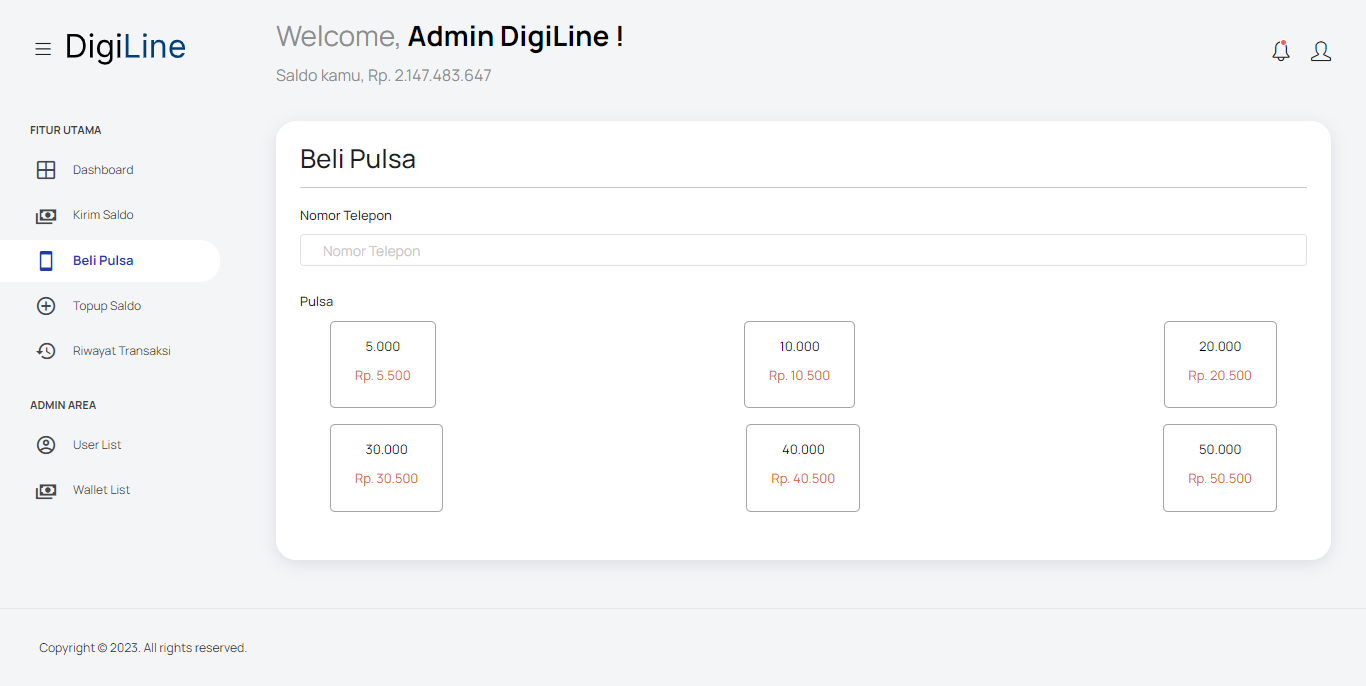 DigiLine
Welcome, Admin DigiLine !
Saldo kamu, Rp. 2.147.483.647
FITUR UTAMA
Dashboard
Kirim Saldo
Beli Pulsa
Topup Saldo
Riwayat Transaksi
ADMIN AREA
User List
Wallet List
Beli Pulsa
Nomor Telepon
Nomor Telepon
Pulsa
5.000
Rp. 5.500
10.000
Rp. 10.500
20.000
Rp. 20.500
30.000
Rp. 30.500
40.000
Rp. 40.500
50.000
Rp. 50.500
Copyright © 2023. All rights reserved.